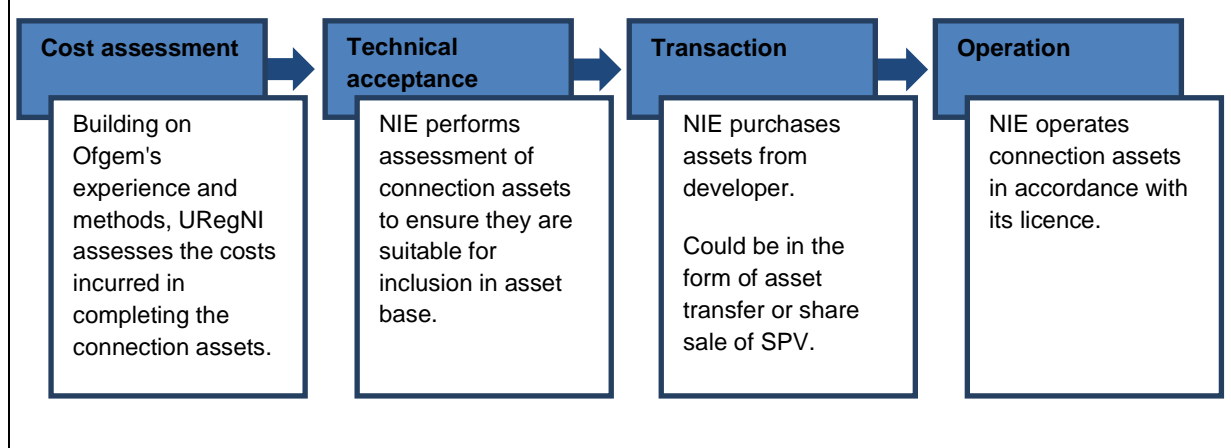 Cost assessment
Building on
Ofgem's
experience and
methods, URegNI
assesses the costs
incurred in
completing the
connection assets.
Technical
acceptance
NIE performs
assessment of
connection assets
to ensure they are
suitable for
inclusion in asset
base.
Transaction
NIE purchases
assets from
developer.
Could be in the
form of asset
transfer or share
sale of SPV.
Operation
NIE operates
connection assets
in accordance with
its licence.